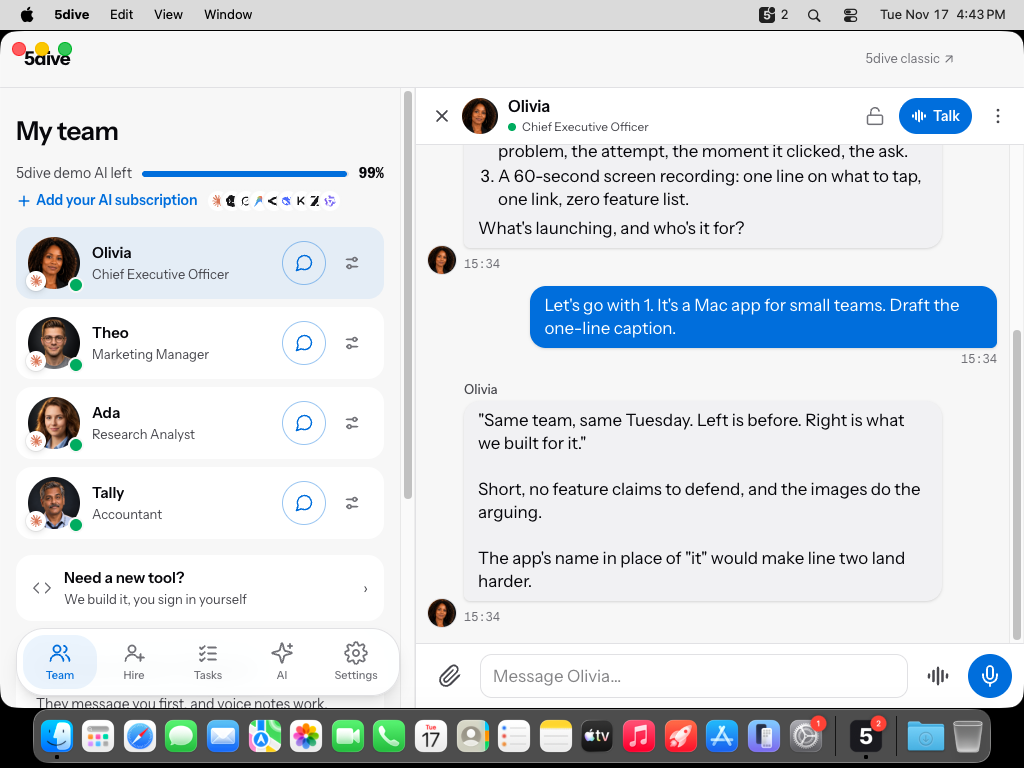 5dive Edit View Window
5 2
Tue Nov 17 4:43 PM
5dive
5dive classic ↗
My team
5dive demo AI left 99%
+ Add your AI subscription
Olivia
Chief Executive Officer
Theo
Marketing Manager
Ada
Research Analyst
Tally
Accountant
Need a new tool?
We build it, you sign in yourself
Team
Hire
Tasks
AI
Settings
They message you first, and voice notes work.
Olivia
Chief Executive Officer
Talk
problem, the attempt, the moment it clicked, the ask.
3. A 60-second screen recording: one line on what to tap,
one link, zero feature list.
What's launching, and who's it for?
15:34
Let's go with 1. It's a Mac app for small teams. Draft the
one-line caption.
15:34
Olivia
"Same team, same Tuesday. Left is before. Right is what
we built for it."
Short, no feature claims to defend, and the images do the
arguing.
The app's name in place of "it" would make line two land
harder.
15:34
Message Olivia...
Tue
17
tv
1
5
2